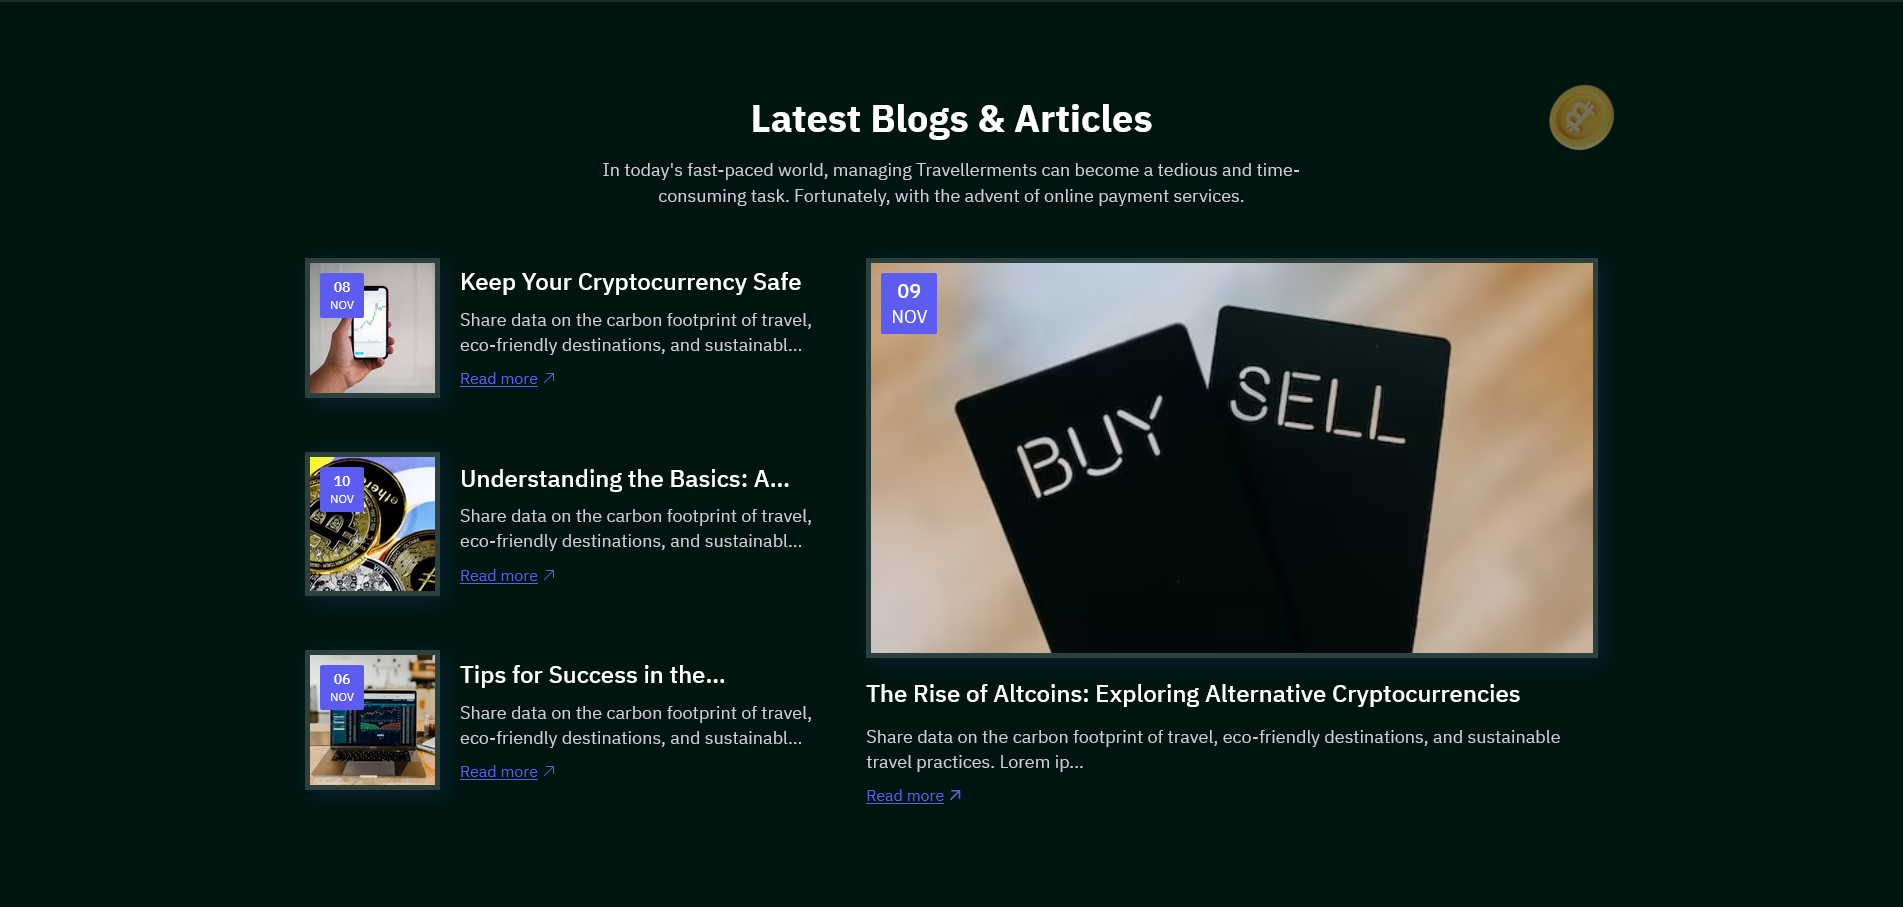 Latest Blogs & Articles
In today's fast-paced world, managing Travellerments can become a tedious and time-
consuming task. Fortunately, with the advent of online payment services.
08
NOV
Keep Your Cryptocurrency Safe
Share data on the carbon footprint of travel,
eco-friendly destinations, and sustainabl...
Read more
10
NOV
Understanding the Basics: A...
Share data on the carbon footprint of travel,
eco-friendly destinations, and sustainabl...
Read more
06
NOV
Tips for Success in the...
Share data on the carbon footprint of travel,
eco-friendly destinations, and sustainabl...
Read more
09
NOV
BUY
SELL
The Rise of Altcoins: Exploring Alternative Cryptocurrencies
Share data on the carbon footprint of travel, eco-friendly destinations, and sustainable
travel practices. Lorem ip...
Read more